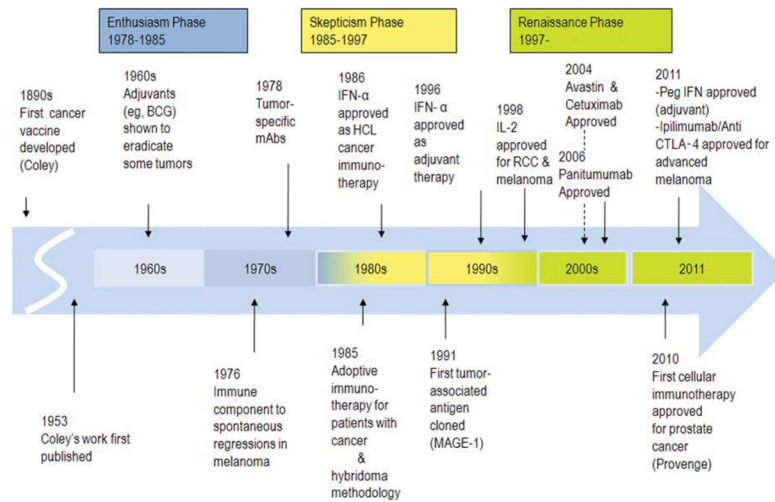 Enthusiasm Phase
1978-1985
Skepticism Phase
1985-1997
Renaissance Phase
1997-
1890s
First cancer
vaccine
developed
(Coley)
1960s
Adjuvants
(eg, BCG)
shown to
eradicate
some tumors
1978
Tumor-
specific
mAbs
1986
IFN-α
approved
as HCL
cancer
immuno-
therapy
1996
IFN- α
approved
as
adjuvant
therapy
1998
IL-2
approved
for RCC &
melanoma
2004
Avastin &
Cetuximab
Approved
2006
Panitumumab
Approved
2011
-Peg IFN approved
(adjuvant)
-Ipilimumab/Anti
CTLA- 4 approved for
advanced
melanoma
1960s
1970s
1980s
1990s
2000s
2011
1953
Coley's work first
published
1976
Immune
component to
spontaneous
regressions in
melanoma
1985
Adoptive
immuno-
therapy for
patients with
cancer
&
hybridoma
methodology
1991
First tumor-
associated
antigen
cloned
(MAGE-1)
2010
First cellular
immunotherapy
approved
for prostate
cancer
(Provenge)